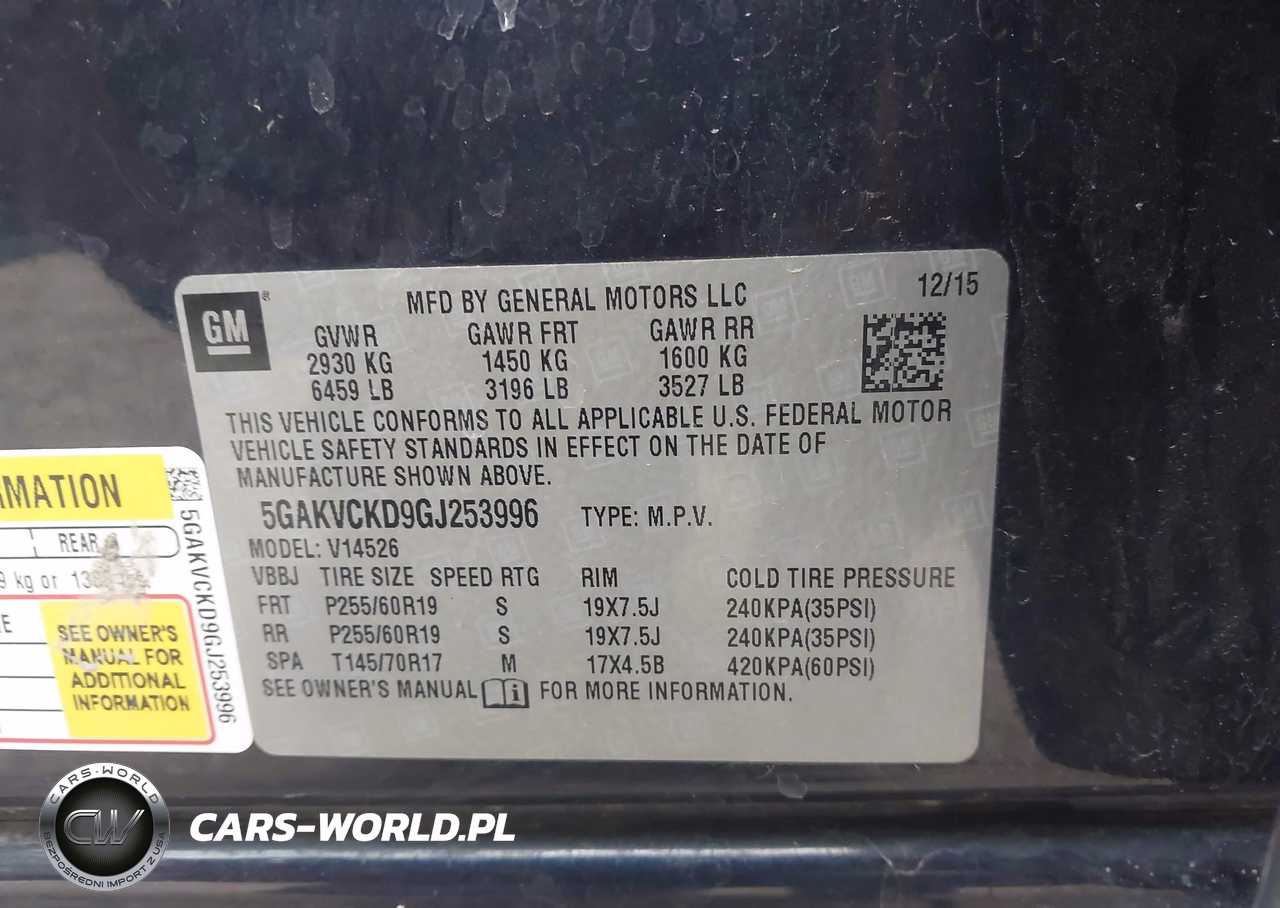 GM
®
MFD BY GENERAL MOTORS LLC
12/15
GVWR GAWR FRT GAWR RR
2930 KG 1450 KG 1600 KG
6459 LB 3196 LB 3527 LB
THIS VEHICLE CONFORMS TO ALL APPLICABLE U.S. FEDERAL MOTOR
VEHICLE SAFETY STANDARDS IN EFFECT ON THE DATE OF
MANUFACTURE SHOWN ABOVE.
5GAKVCKD9GJ253996 TYPE: M.P.V.
MODEL: V14526
VBBJ TIRE SIZE SPEED RTG RIM COLD TIRE PRESSURE
FRT P255/60R19 S 19X7.5J 240KPA(35PSI)
RR P255/60R19 S 19X7.5J 240KPA(35PSI)
SPA T145/70R17 M 17X4.5B 420KPA(60PSI)
SEE OWNER'S MANUAL FOR MORE INFORMATION.
RMATION
REAR
9 kg or
SEE OWNER'S
MANUAL FOR
ADDITIONAL
INFORMATION
5GAKVCKD9GJ253996
CARS-WORLD
CW
BEZPOŚREDNI IMPORT Z USA
CARS-WORLD.PL